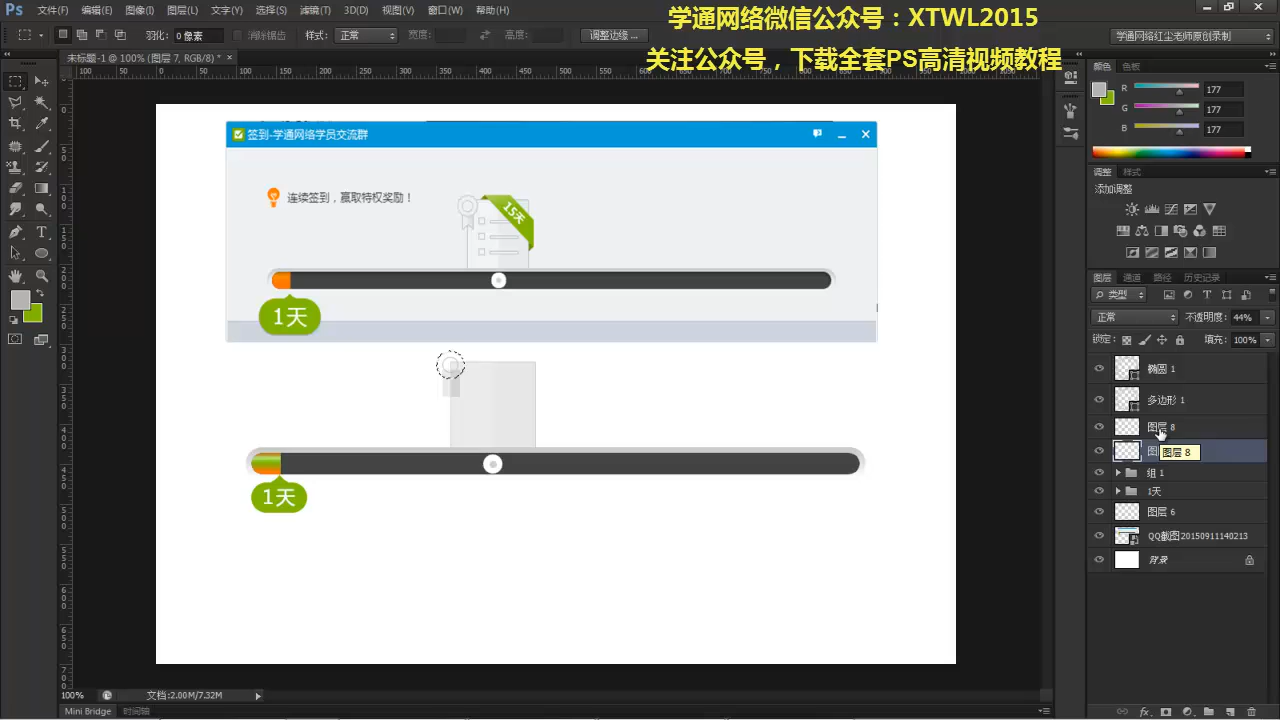 学通网络微信公众号：XTWL2015
关注公众号，下载全套PS高清视频教程
Ps 文件(F) 编辑(E) 图像(I) 图层(L) 文字(Y) 选择(S) 滤镜(T) 3D(D) 视图(V) 窗口(W) 帮助(H)
羽化: 0 像素 消除锯齿 样式: 正常 宽度: 高度: 调整边缘 ... 学通网络红尘老师原创录制
未标题-1 @ 100% (图层 7, RGB/8) * ×
颜色 色板
R 177
G 177
B 177
调整 样式
添加调整
签到-学通网络学员交流群
连续签到，赢取特权奖励！
15天
1天
1天
图层 通道 路径 历史记录
类型
正常 不透明度: 44%
锁定: 填充: 100%
椭圆 1
多边形 1
图层 8
图层 8
组 1
1天
图层 6
QQ截图20150911140213
背景
100% 文档:2.00M/7.32M
Mini Bridge 时间轴